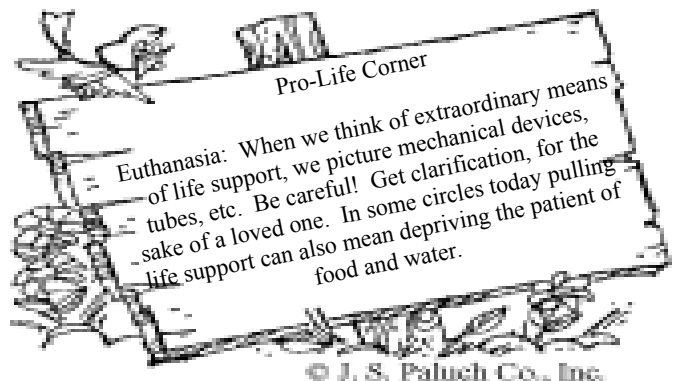 Pro-Life Corner
Euthanasia: When we think of extraordinary means
of life support, we picture mechanical devices,
tubes, etc. Be careful! Get clarification, for the
sake of a loved one. In some circles today pulling
life support can also mean depriving the patient of
food and water.
© J. S. Paluch Co., Inc.